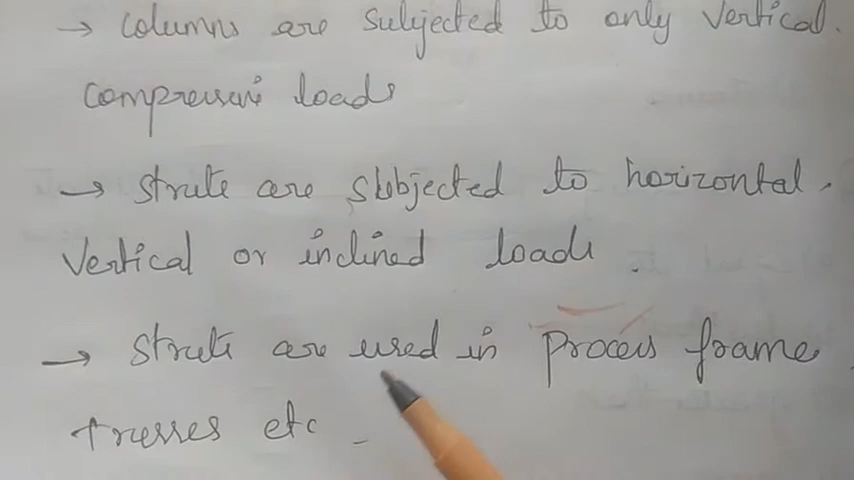 → columns are subjected to only vertical.
compressive loads
→ struts are subjected to horizontal,
vertical or inclined loads.
→ struts are used in process frame
trusses etc.